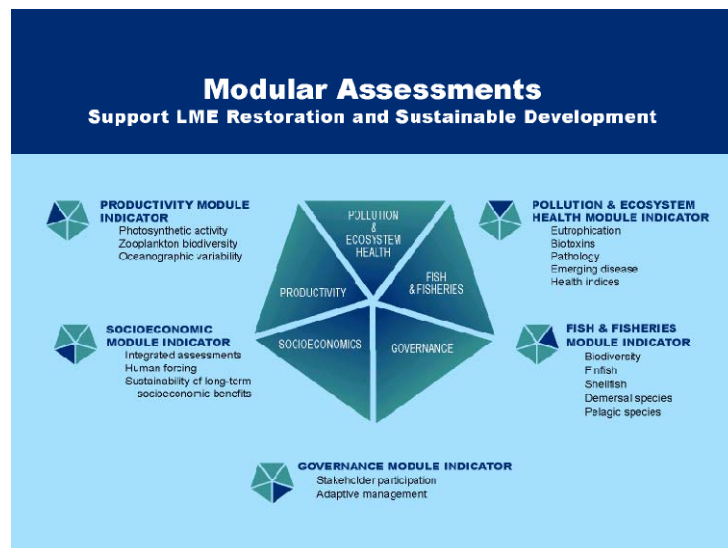 Modular Assessments
Support LME Restoration and Sustainable Development
PRODUCTIVITY MODULE
INDICATOR
Photosynthetic activity
Zooplankton biodiversity
Oceanographic variability
SOCIOECONOMIC
MODULE INDICATOR
Integrated assessments
Human forcing
Sustainability of long-term
socioeconomic benefits
POLLUTION
&
ECOSYSTEM
HEALTH
PRODUCTIVITY
FISH
& FISHERIES
SOCIOECONOMICS
GOVERNANCE
POLLUTION & ECOSYSTEM
HEALTH MODULE INDICATOR
Eutrophication
Biotoxins
Pathology
Emerging disease
Health indices
FISH & FISHERIES
MODULE INDICATOR
Biodiversity
Finfish
Shellfish
Demersal species
Pelagic species
GOVERNANCE MODULE INDICATOR
Stakeholder participation
Adaptive management